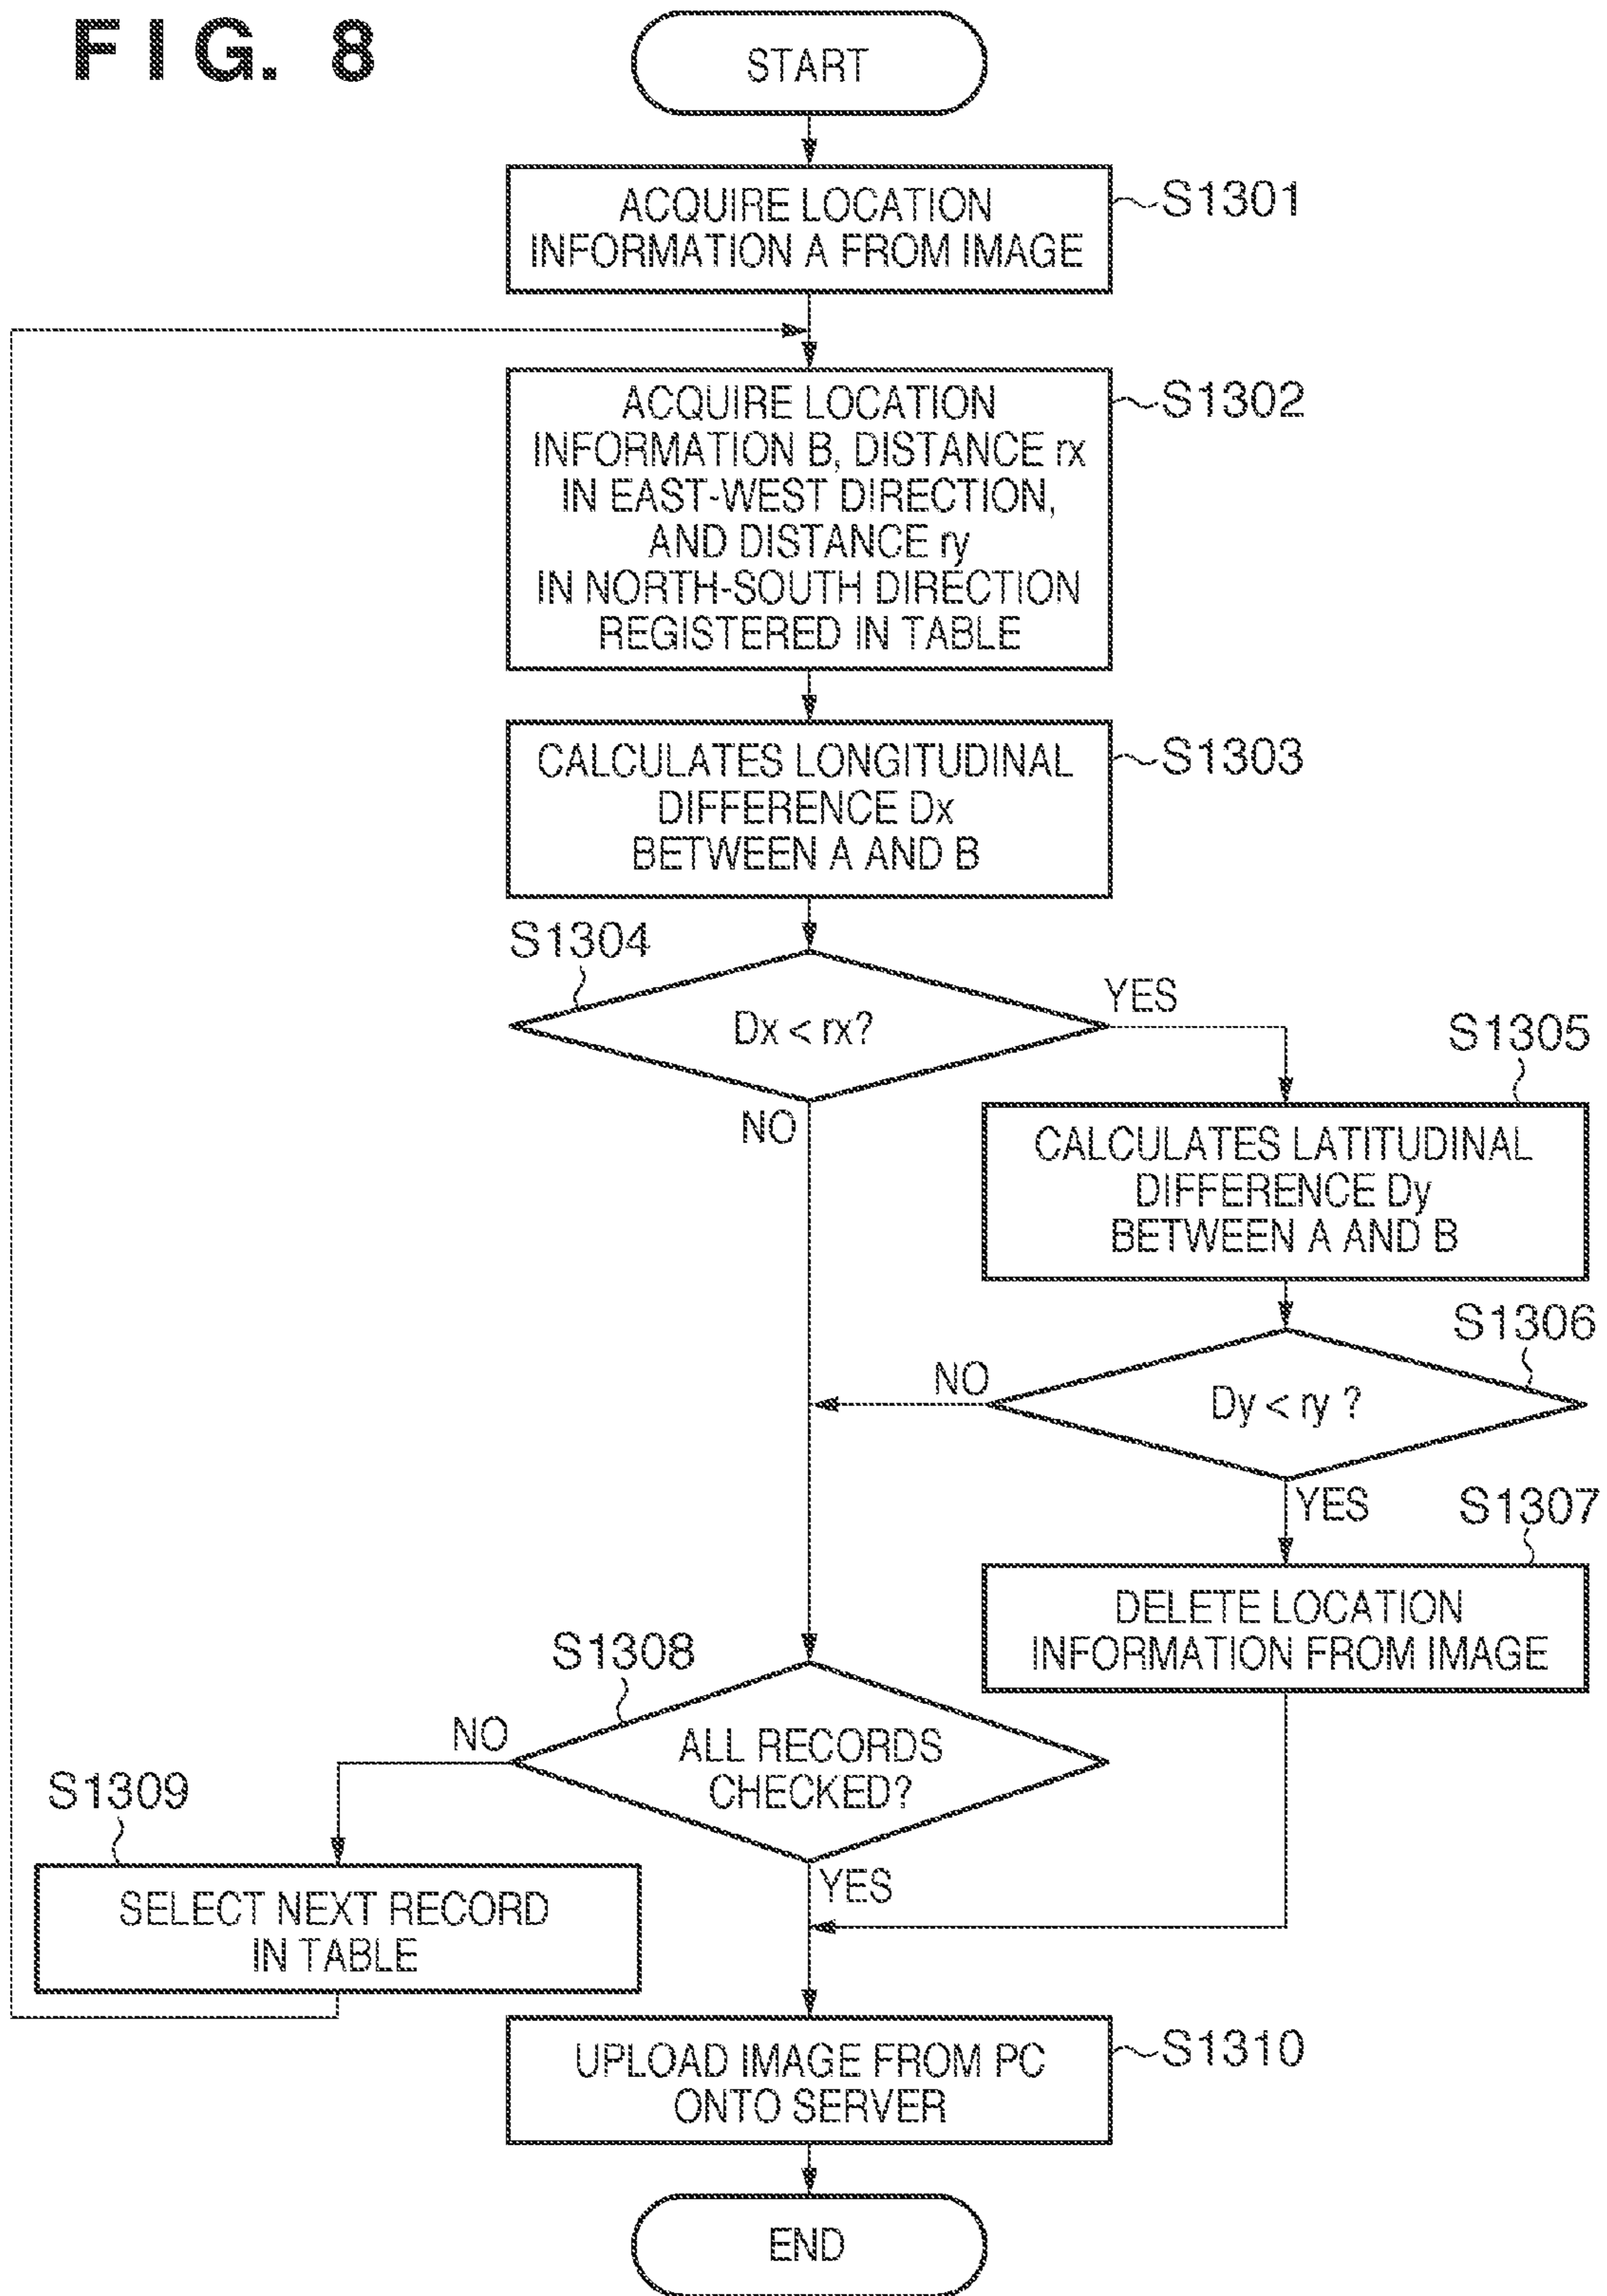 FIG. 8
START
ACQUIRE LOCATION
INFORMATION A FROM IMAGE
S1301
ACQUIRE LOCATION
INFORMATION B, DISTANCE rx
IN EAST-WEST DIRECTION,
AND DISTANCE ry
IN NORTH-SOUTH DIRECTION
REGISTERED IN TABLE
S1302
CALCULATES LONGITUDINAL
DIFFERENCE Dx
BETWEEN A AND B
S1303
S1304
Dx < rx?
YES
NO
S1305
CALCULATES LATITUDINAL
DIFFERENCE Dy
BETWEEN A AND B
S1306
Dy < ry ?
NO
YES
S1307
DELETE LOCATION
INFORMATION FROM IMAGE
S1308
ALL RECORDS
CHECKED?
NO
YES
S1309
SELECT NEXT RECORD
IN TABLE
UPLOAD IMAGE FROM PC
ONTO SERVER
S1310
END